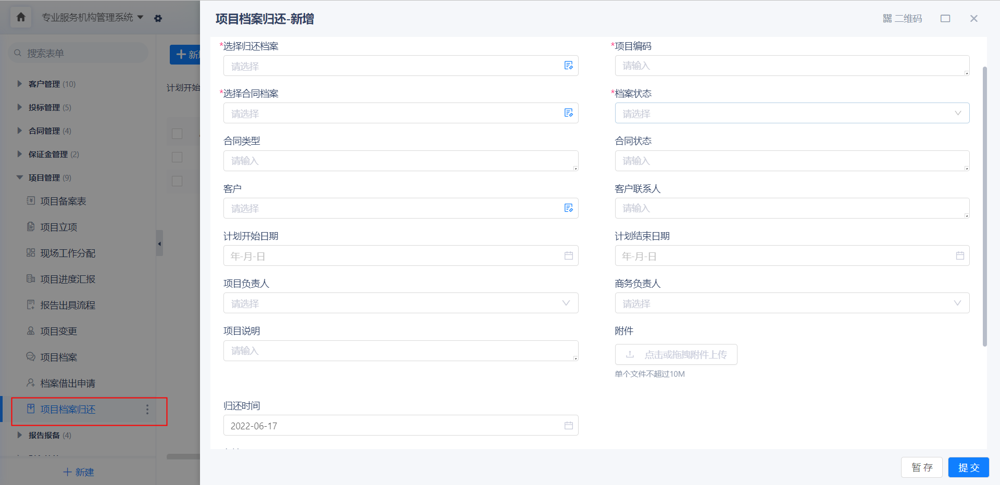 专业服务机构管理系统
搜索表单
客户管理 (10)
投标管理 (5)
合同管理 (4)
保证金管理 (2)
项目管理 (9)
项目备案表
项目立项
现场工作分配
项目进度汇报
报告出具流程
项目变更
项目档案
档案借出申请
项目档案归还
报告报备 (4)
新建
计划开始
项目档案归还-新增
二维码
*选择归还档案
请选择
*项目编码
请输入
*选择合同档案
请选择
*档案状态
请选择
合同类型
请输入
合同状态
请输入
客户
请选择
客户联系人
请输入
计划开始日期
年-月-日
计划结束日期
年-月-日
项目负责人
请选择
商务负责人
请选择
项目说明
请输入
附件
点击或拖拽附件上传
单个文件不超过10M
归还时间
2022-06-17
暂存
提交